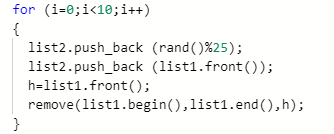 for (i=0;i<10;i++)
{
list2.push_back (rand()%25);
list2.push_back (list1.front());
h=list1.front();
remove(list1.begin(),list1.end(),h);
}